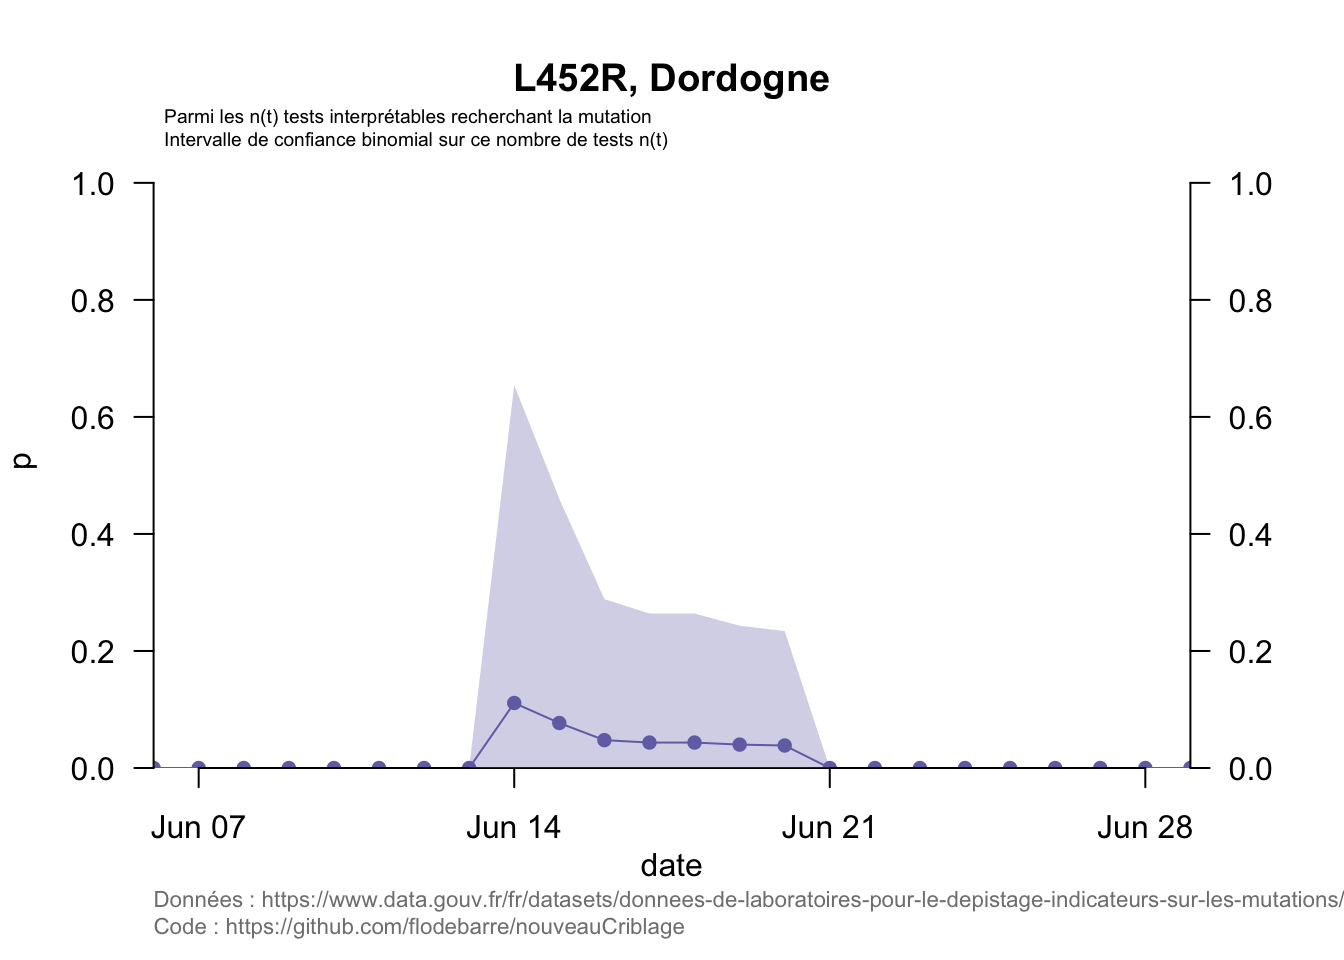 L452R, Dordogne
Parmi les n(t) tests interprétables recherchant la mutation
Intervalle de confiance binomial sur ce nombre de tests n(t)
1.0
1.0
0.8
0.8
0.6
0.6
p
0.4
0.4
0.2
0.2
0.0
0.0
Jun 07
Jun 14
Jun 21
Jun 28
date
Données : https://www.data.gouv.fr/fr/datasets/donnees-de-laboratoires-pour-le-depistage-indicateurs-sur-les-mutations/
Code : https://github.com/flodebarre/nouveauCriblage